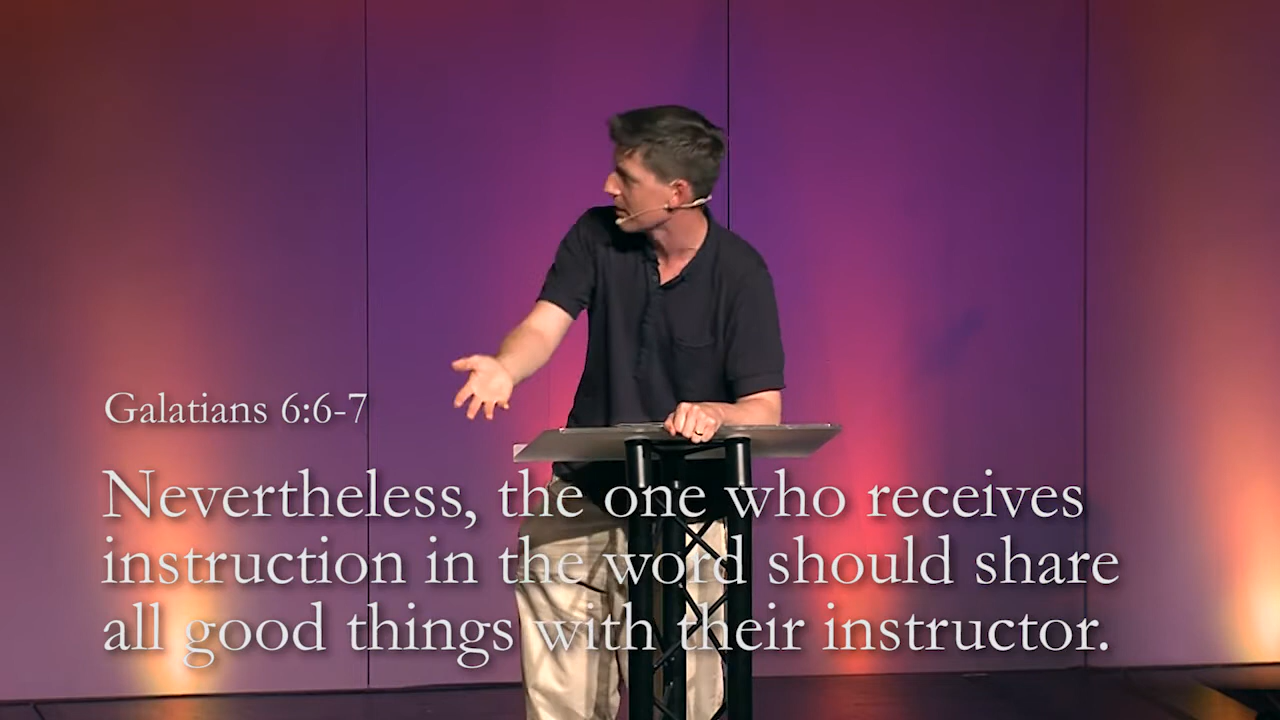 Galatians 6:6-7
Nevertheless, the one who receives
instruction in the word should share
all good things with their instructor.